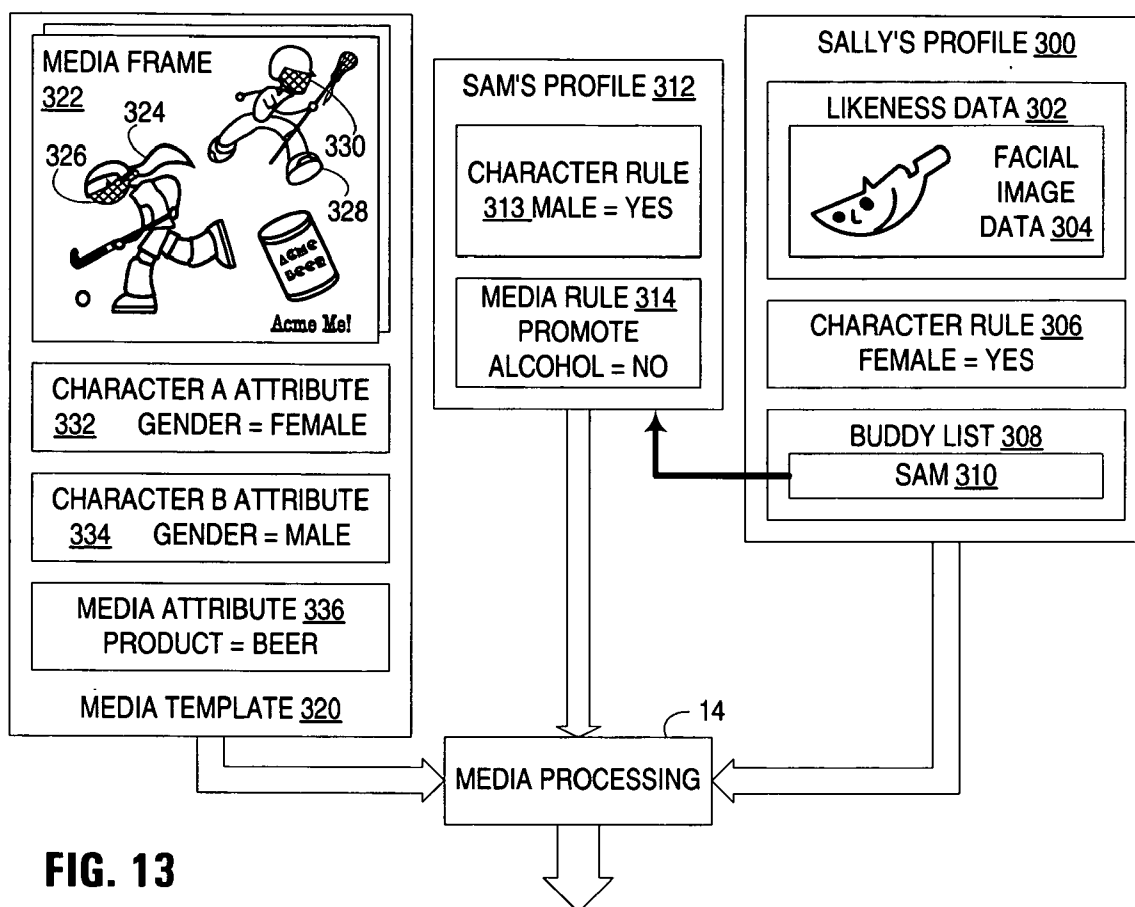 MEDIA FRAME
322
324
326
330
328
ACME
BEER
Acme Me!
CHARACTER A ATTRIBUTE
332 GENDER = FEMALE
CHARACTER B ATTRIBUTE
334 GENDER = MALE
MEDIA ATTRIBUTE 336
PRODUCT = BEER
MEDIA TEMPLATE 320
SAM'S PROFILE 312
CHARACTER RULE
313 MALE = YES
MEDIA RULE 314
PROMOTE
ALCOHOL = NO
SALLY'S PROFILE 300
LIKENESS DATA 302
FACIAL
IMAGE
DATA 304
CHARACTER RULE 306
FEMALE = YES
BUDDY LIST 308
SAM 310
14
MEDIA PROCESSING
FIG. 13